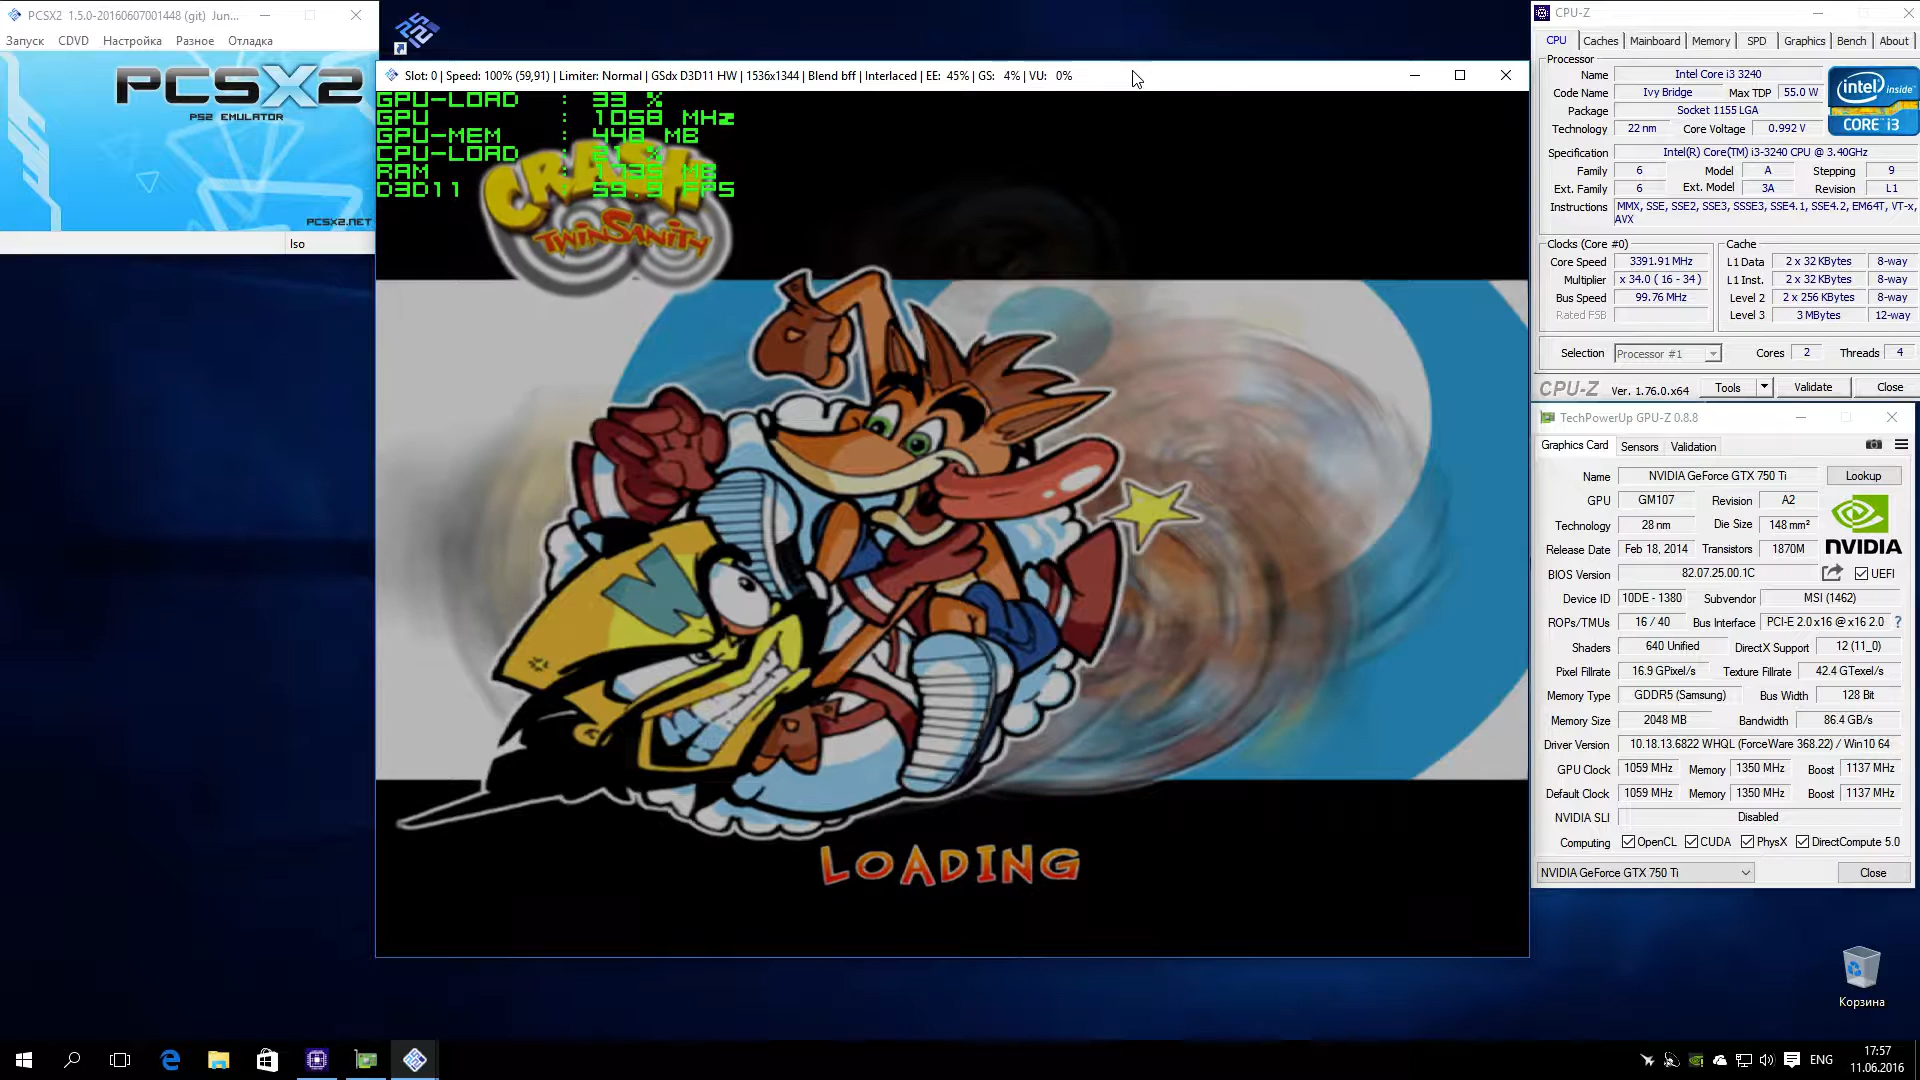 PCSX2 1.5.0-20160607001448 (git) Jun...
Запуск CDVD Настройка Разное Отладка
PCSX2
PS2 EMULATOR
PCSX2.NET
Iso
Slot: 0 | Speed: 100% (59,91) | Limiter: Normal | GSdx D3D11 HW | 1536x1344 | Blend bff | Interlaced | EE: 45% | GS: 4% | VU: 0%
GPU-LOAD : 33 %
GPU : 1058 MHz
GPU-MEM : 448 MB
CPU-LOAD : 21 %
RAM : 1735 MB
D3D11 : 59.9 FPS
CRASH
TWINSANITY
LOADING
CPU-Z
CPU Caches Mainboard Memory SPD Graphics Bench About
Processor
Name Intel Core i3 3240
Code Name Ivy Bridge Max TDP 55.0 W
Package Socket 1155 LGA
Technology 22 nm Core Voltage 0.992 V
intel inside™
CORE i3
Specification Intel(R) Core(TM) i3-3240 CPU @ 3.40GHz
Family 6 Model A Stepping 9
Ext. Family 6 Ext. Model 3A Revision L1
Instructions MMX, SSE, SSE2, SSE3, SSSE3, SSE4.1, SSE4.2, EM64T, VT-x,
AVX
Clocks (Core #0)
Core Speed 3391.91 MHz
Multiplier x 34.0 ( 16 - 34 )
Bus Speed 99.76 MHz
Rated FSB
Cache
L1 Data 2 x 32 KBytes 8-way
L1 Inst. 2 x 32 KBytes 8-way
Level 2 2 x 256 KBytes 8-way
Level 3 3 MBytes 12-way
Selection Processor #1 Cores 2 Threads 4
CPU-Z Ver. 1.76.0.x64 Tools Validate Close
TechPowerUp GPU-Z 0.8.8
Graphics Card Sensors Validation
Name NVIDIA GeForce GTX 750 Ti Lookup
GPU GM107 Revision A2
Technology 28 nm Die Size 148 mm²
Release Date Feb 18, 2014 Transistors 1870M
NVIDIA
BIOS Version 82.07.25.00.1C UEFI
Device ID 10DE - 1380 Subvendor MSI (1462)
ROPs/TMUs 16 / 40 Bus Interface PCI-E 2.0 x16 @ x16 2.0 ?
Shaders 640 Unified DirectX Support 12 (11_0)
Pixel Fillrate 16.9 GPixel/s Texture Fillrate 42.4 GTexel/s
Memory Type GDDR5 (Samsung) Bus Width 128 Bit
Memory Size 2048 MB Bandwidth 86.4 GB/s
Driver Version 10.18.13.6822 WHQL (ForceWare 368.22) / Win10 64
GPU Clock 1059 MHz Memory 1350 MHz Boost 1137 MHz
Default Clock 1059 MHz Memory 1350 MHz Boost 1137 MHz
NVIDIA SLI Disabled
Computing OpenCL CUDA PhysX DirectCompute 5.0
NVIDIA GeForce GTX 750 Ti Close
Корзина
ENG
17:57
11.06.2016